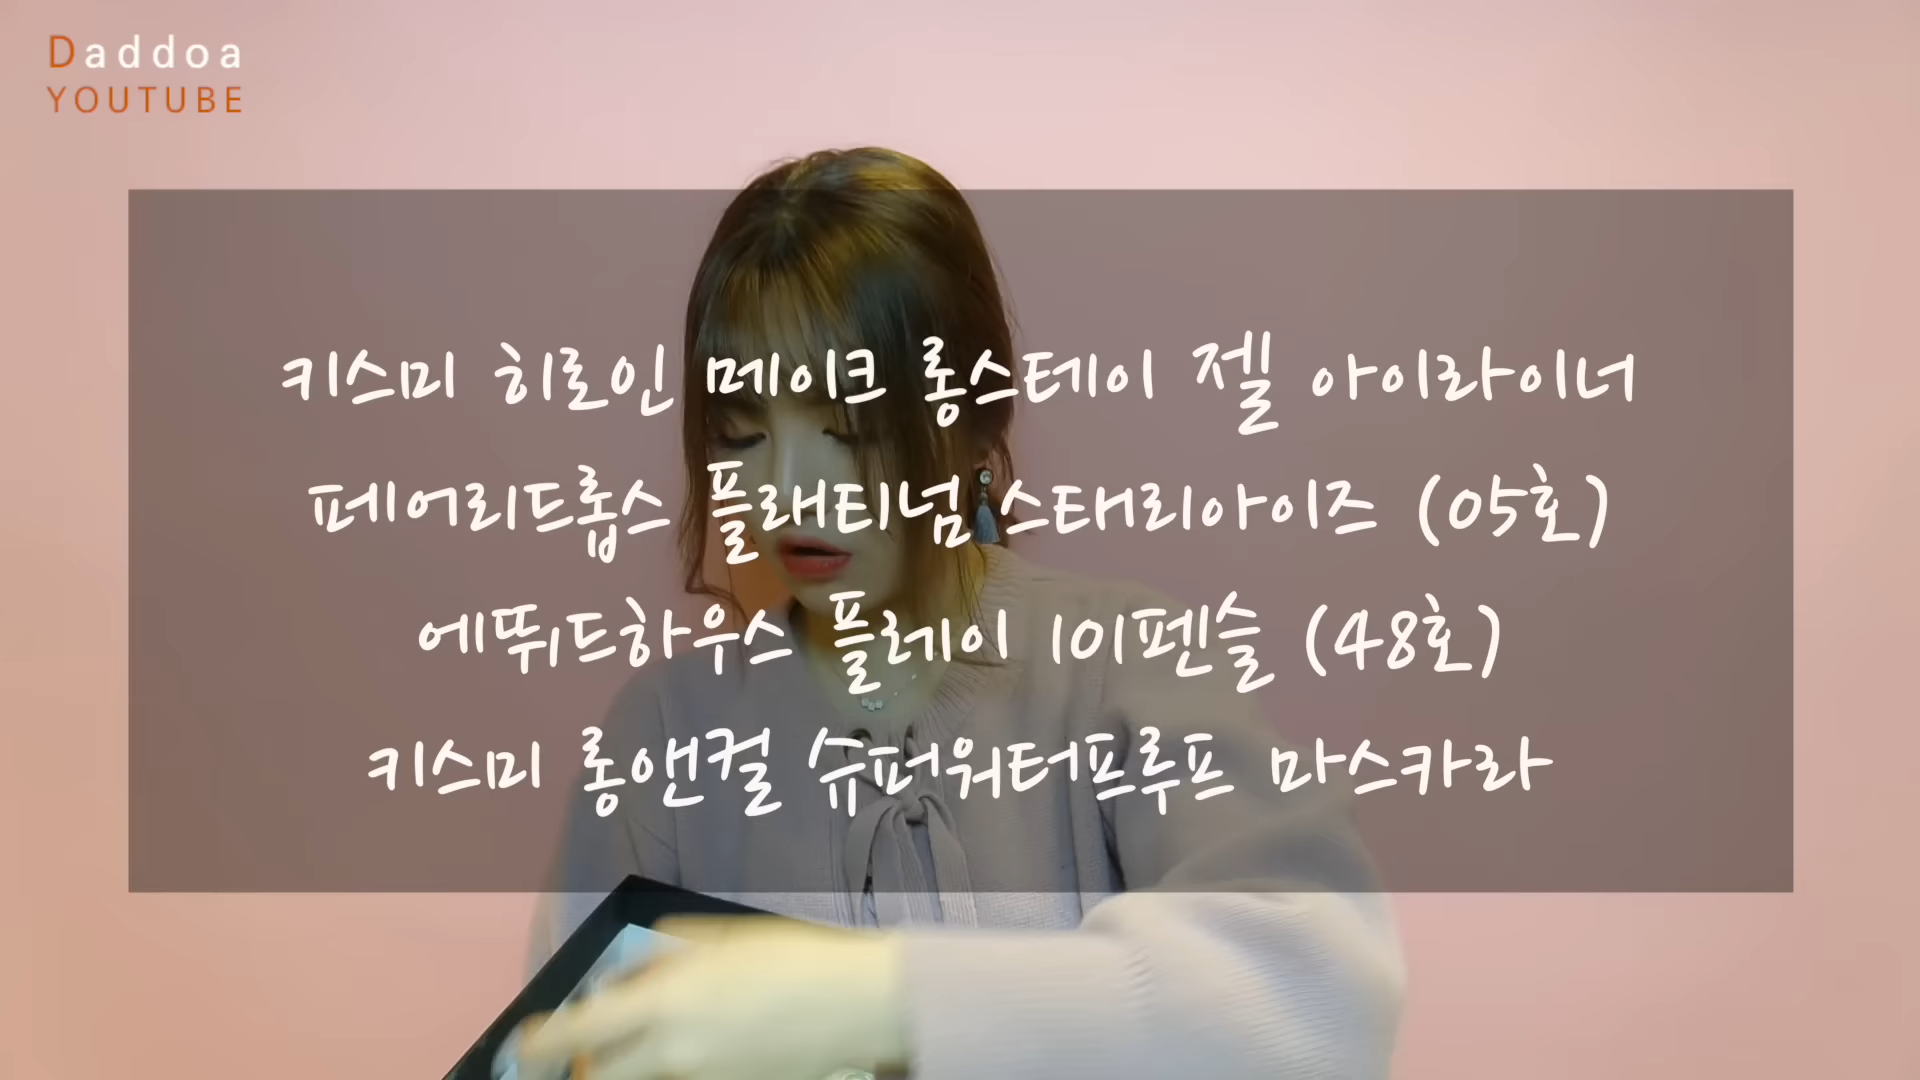 Daddoa
YOUTUBE
키스미 히로인 메이크 롱스테이 젤 아이라이너
페어리드롭스 플래티넘 스태리아이즈 (05호)
에뛰드하우스 플레이 101펜슬 (48호)
키스미 롱앤컬 슈퍼워터프루프 마스카라